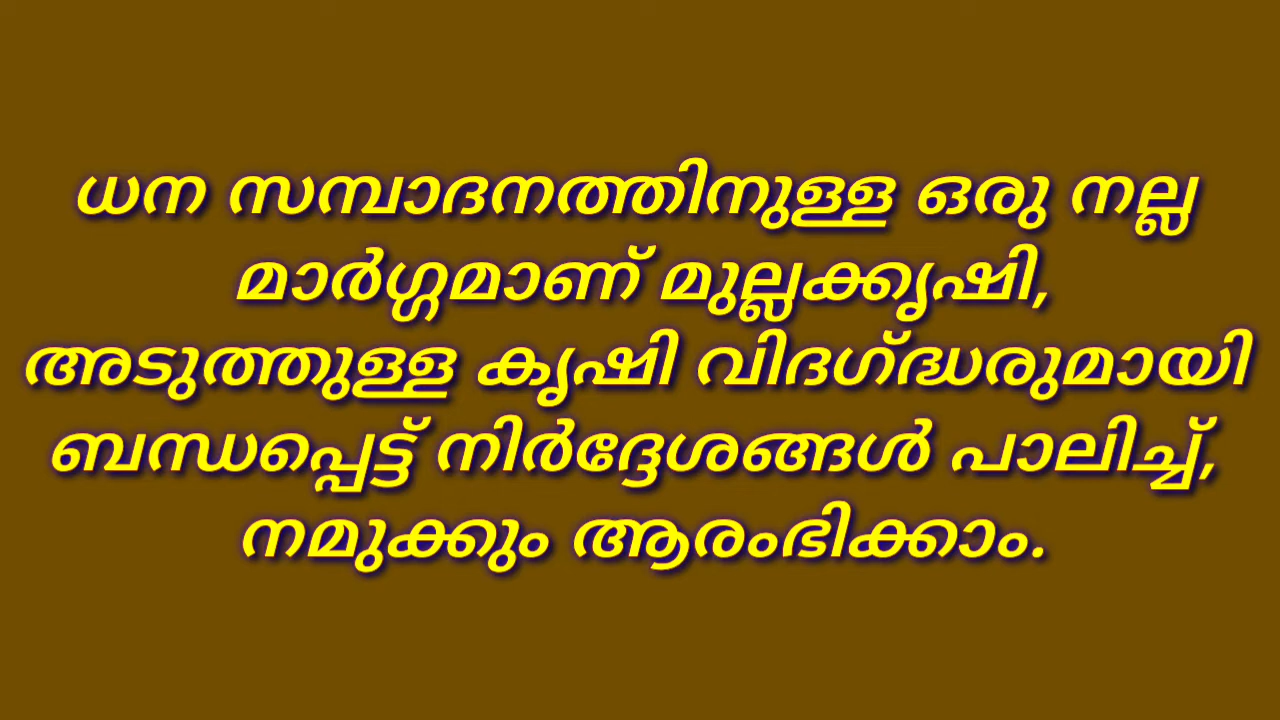 ധന സമ്പാദനത്തിനുള്ള ഒരു നല്ല
മാർഗ്ഗമാണ് മുല്ലക്കൃഷി,
അടുത്തുള്ള കൃഷി വിദഗ്ദ്ധരുമായി
ബന്ധപ്പെട്ട് നിർദ്ദേശങ്ങൾ പാലിച്ച്,
നമുക്കും ആരംഭിക്കാം.